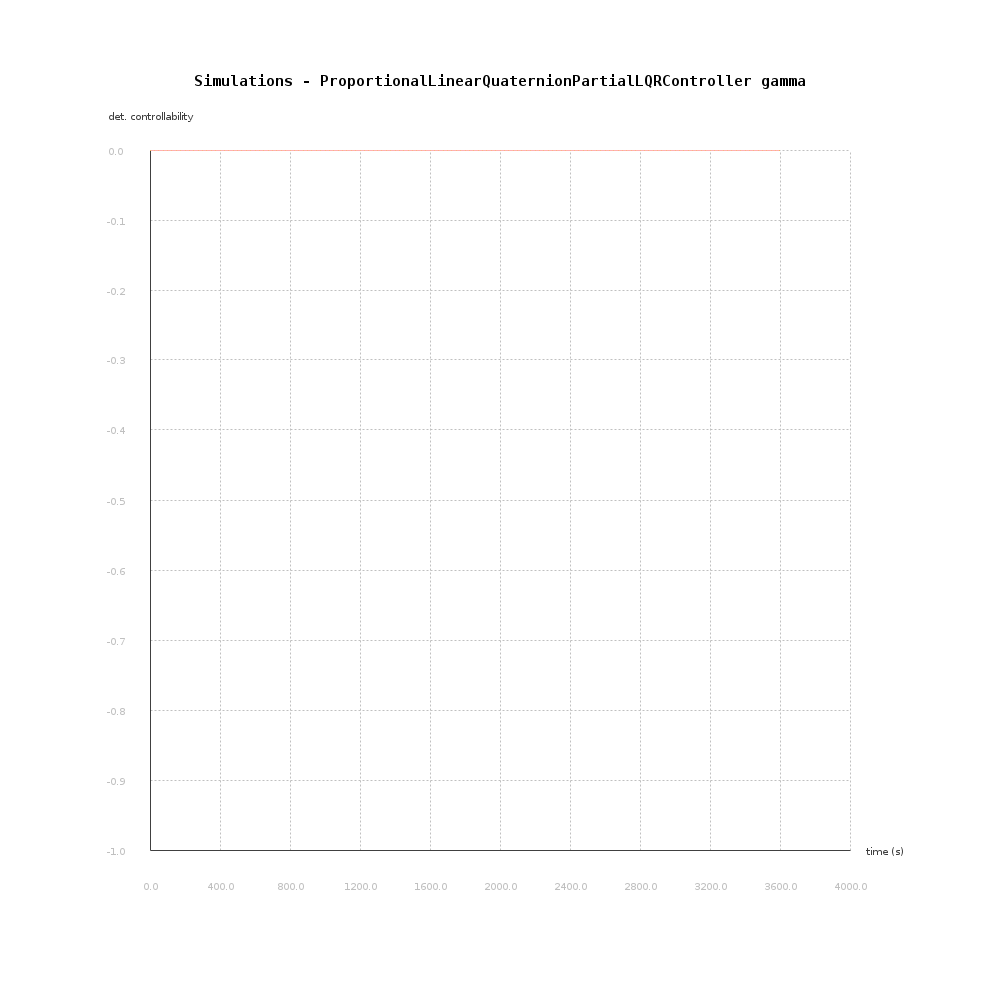 Simulations - ProportionalLinearQuaternionPartialLQRController gamma
det. controllability
0.0
-0.1
-0.2
-0.3
-0.4
-0.5
-0.6
-0.7
-0.8
-0.9
-1.0
time (s)
0.0 400.0 800.0 1200.0 1600.0 2000.0 2400.0 2800.0 3200.0 3600.0 4000.0